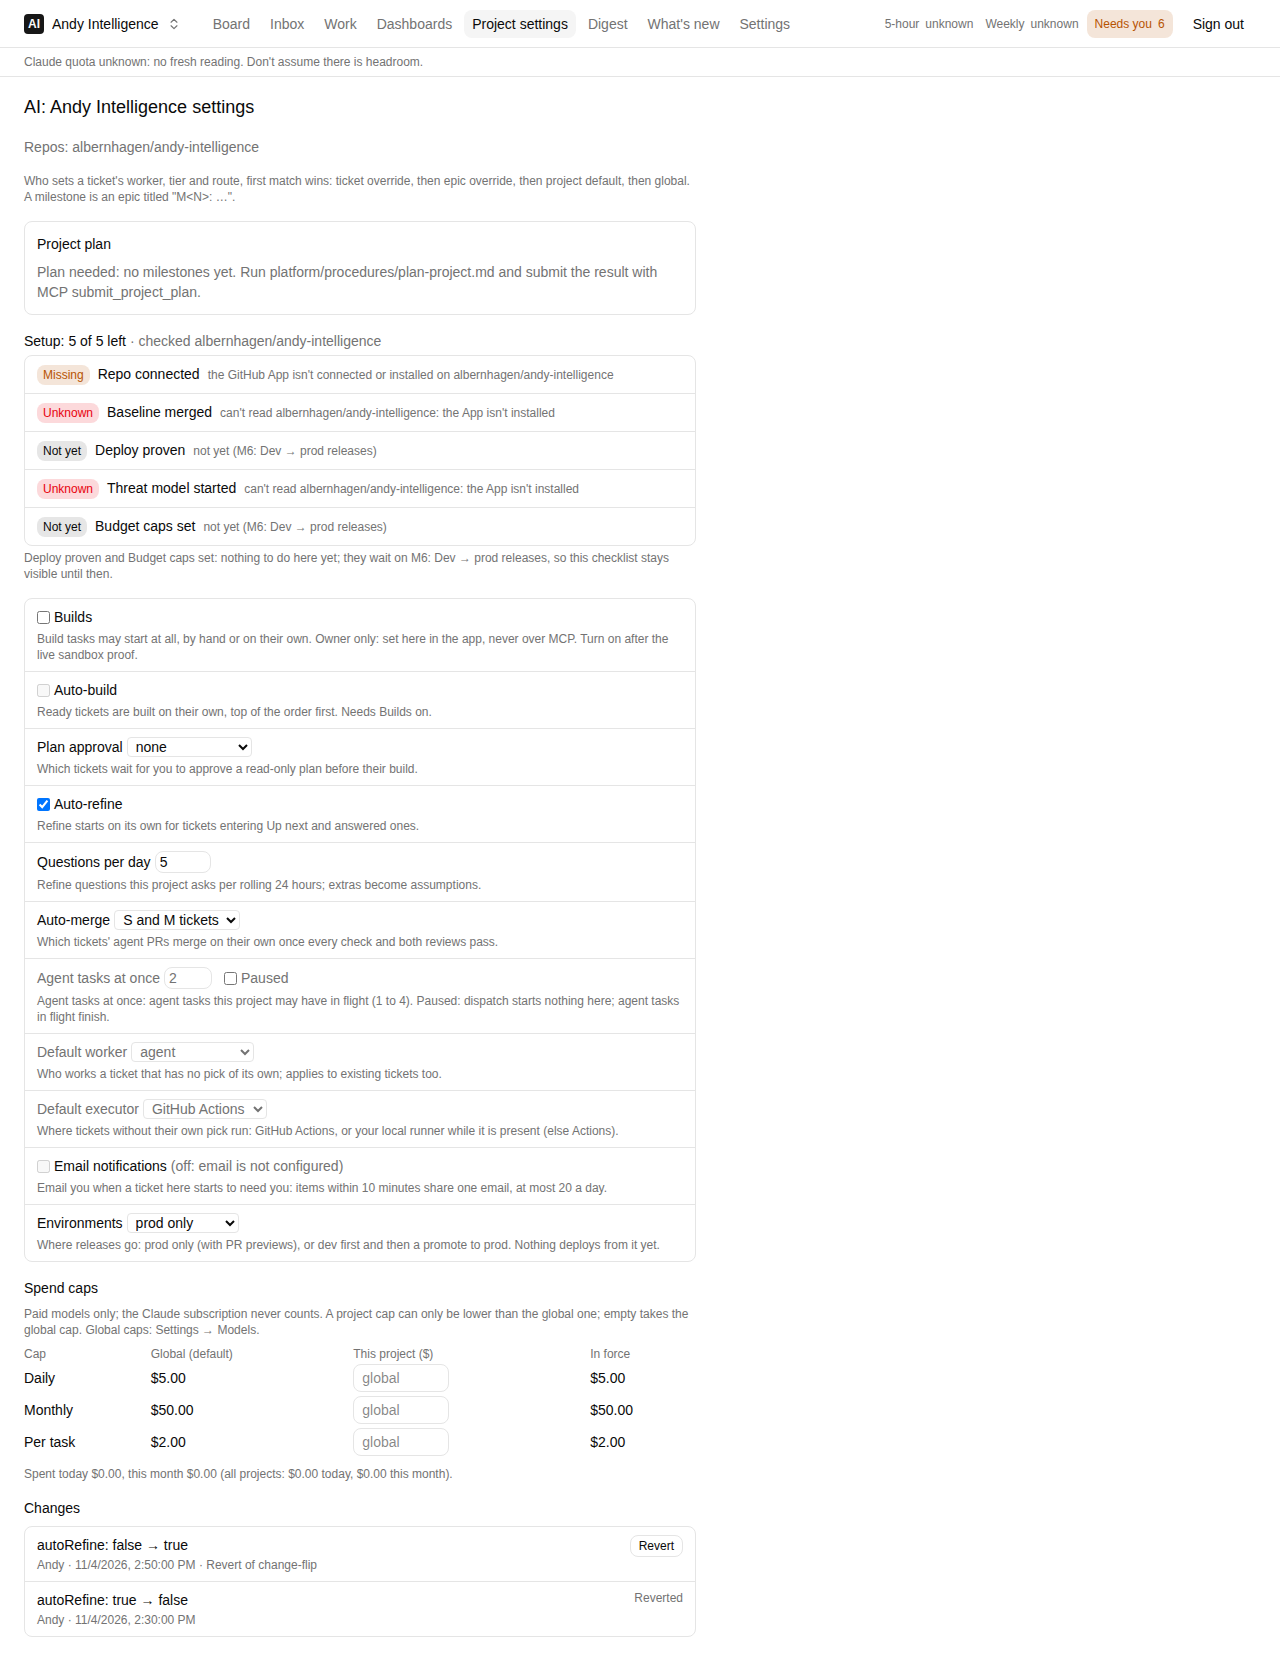 AI Andy Intelligence Board Inbox Work Dashboards Project settings Digest What's new Settings 5-hour unknown Weekly unknown Needs you 6 Sign out
Claude quota unknown: no fresh reading. Don't assume there is headroom.
AI: Andy Intelligence settings
Repos: albernhagen/andy-intelligence
Who sets a ticket's worker, tier and route, first match wins: ticket override, then epic override, then project default, then global.
A milestone is an epic titled "M<N>: …".
Project plan
Plan needed: no milestones yet. Run platform/procedures/plan-project.md and submit the result with
MCP submit_project_plan.
Setup: 5 of 5 left · checked albernhagen/andy-intelligence
Missing Repo connected the GitHub App isn't connected or installed on albernhagen/andy-intelligence
Unknown Baseline merged can't read albernhagen/andy-intelligence: the App isn't installed
Not yet Deploy proven not yet (M6: Dev → prod releases)
Unknown Threat model started can't read albernhagen/andy-intelligence: the App isn't installed
Not yet Budget caps set not yet (M6: Dev → prod releases)
Deploy proven and Budget caps set: nothing to do here yet; they wait on M6: Dev → prod releases, so this checklist stays
visible until then.
Builds
Build tasks may start at all, by hand or on their own. Owner only: set here in the app, never over MCP. Turn on after the
live sandbox proof.
Auto-build
Ready tickets are built on their own, top of the order first. Needs Builds on.
Plan approval none
Which tickets wait for you to approve a read-only plan before their build.
Auto-refine
Refine starts on its own for tickets entering Up next and answered ones.
Questions per day 5
Refine questions this project asks per rolling 24 hours; extras become assumptions.
Auto-merge S and M tickets
Which tickets' agent PRs merge on their own once every check and both reviews pass.
Agent tasks at once 2 Paused
Agent tasks at once: agent tasks this project may have in flight (1 to 4). Paused: dispatch starts nothing here; agent tasks
in flight finish.
Default worker agent
Who works a ticket that has no pick of its own; applies to existing tickets too.
Default executor GitHub Actions
Where tickets without their own pick run: GitHub Actions, or your local runner while it is present (else Actions).
Email notifications (off: email is not configured)
Email you when a ticket here starts to need you: items within 10 minutes share one email, at most 20 a day.
Environments prod only
Where releases go: prod only (with PR previews), or dev first and then a promote to prod. Nothing deploys from it yet.
Spend caps
Paid models only; the Claude subscription never counts. A project cap can only be lower than the global one; empty takes the
global cap. Global caps: Settings → Models.
Cap Global (default) This project ($) In force
Daily $5.00 global $5.00
Monthly $50.00 global $50.00
Per task $2.00 global $2.00
Spent today $0.00, this month $0.00 (all projects: $0.00 today, $0.00 this month).
Changes
autoRefine: false → true Revert
Andy · 11/4/2026, 2:50:00 PM · Revert of change-flip
autoRefine: true → false Reverted
Andy · 11/4/2026, 2:30:00 PM